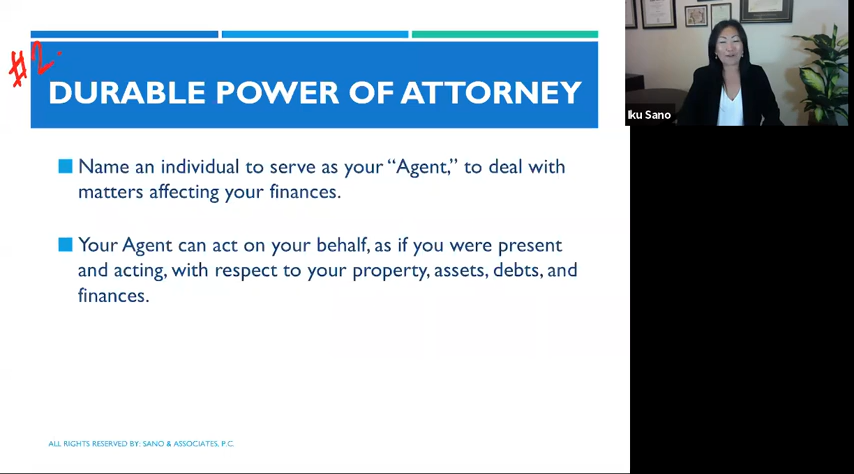 #2.
DURABLE POWER OF ATTORNEY
Name an individual to serve as your “Agent,” to deal with
matters affecting your finances.
Your Agent can act on your behalf, as if you were present
and acting, with respect to your property, assets, debts, and
finances.
ALL RIGHTS RESERVED BY: SANO & ASSOCIATES, P.C.
Iku Sano